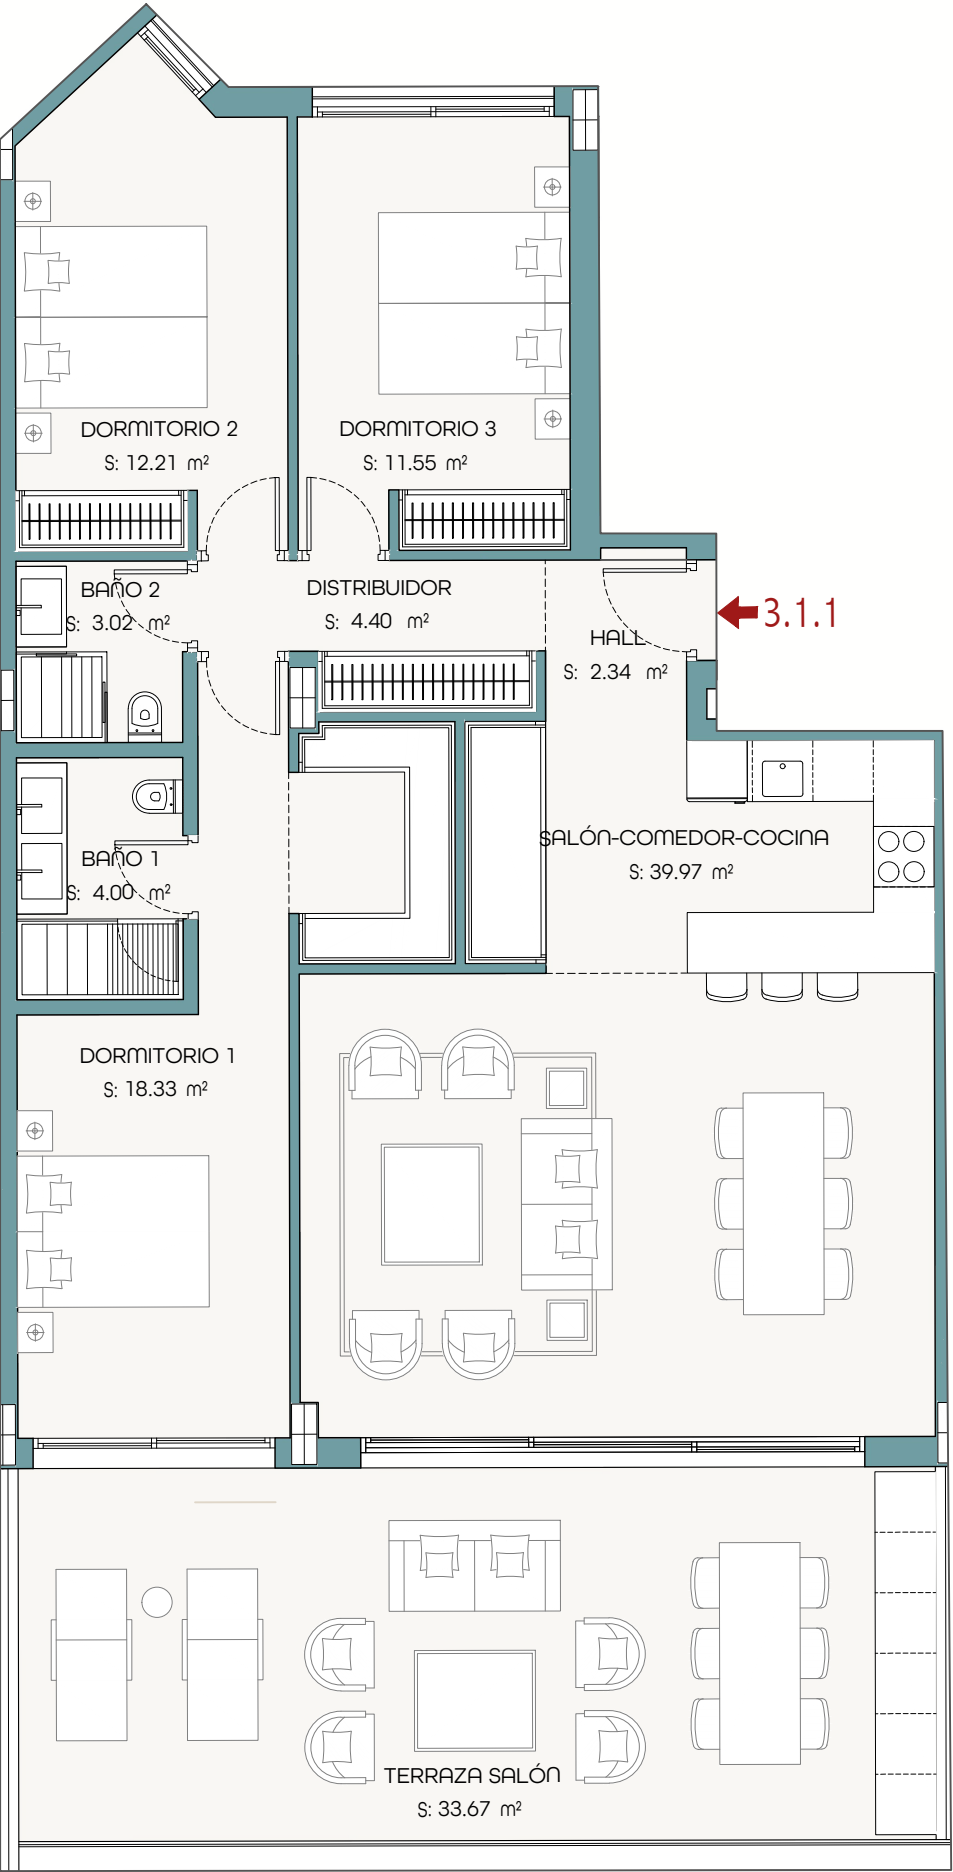 DORMITORIO 2
S: 12.21 m²
DORMITORIO 3
S: 11.55 m²
BAÑO 2
S: 3.02 m²
DISTRIBUIDOR
S: 4.40 m²
3.1.1
HALL
S: 2.34 m²
SALÓN-COMEDOR-COCINA
S: 39.97 m²
BAÑO 1
S: 4.00 m²
DORMITORIO 1
S: 18.33 m²
TERRAZA SALÓN
S: 33.67 m²